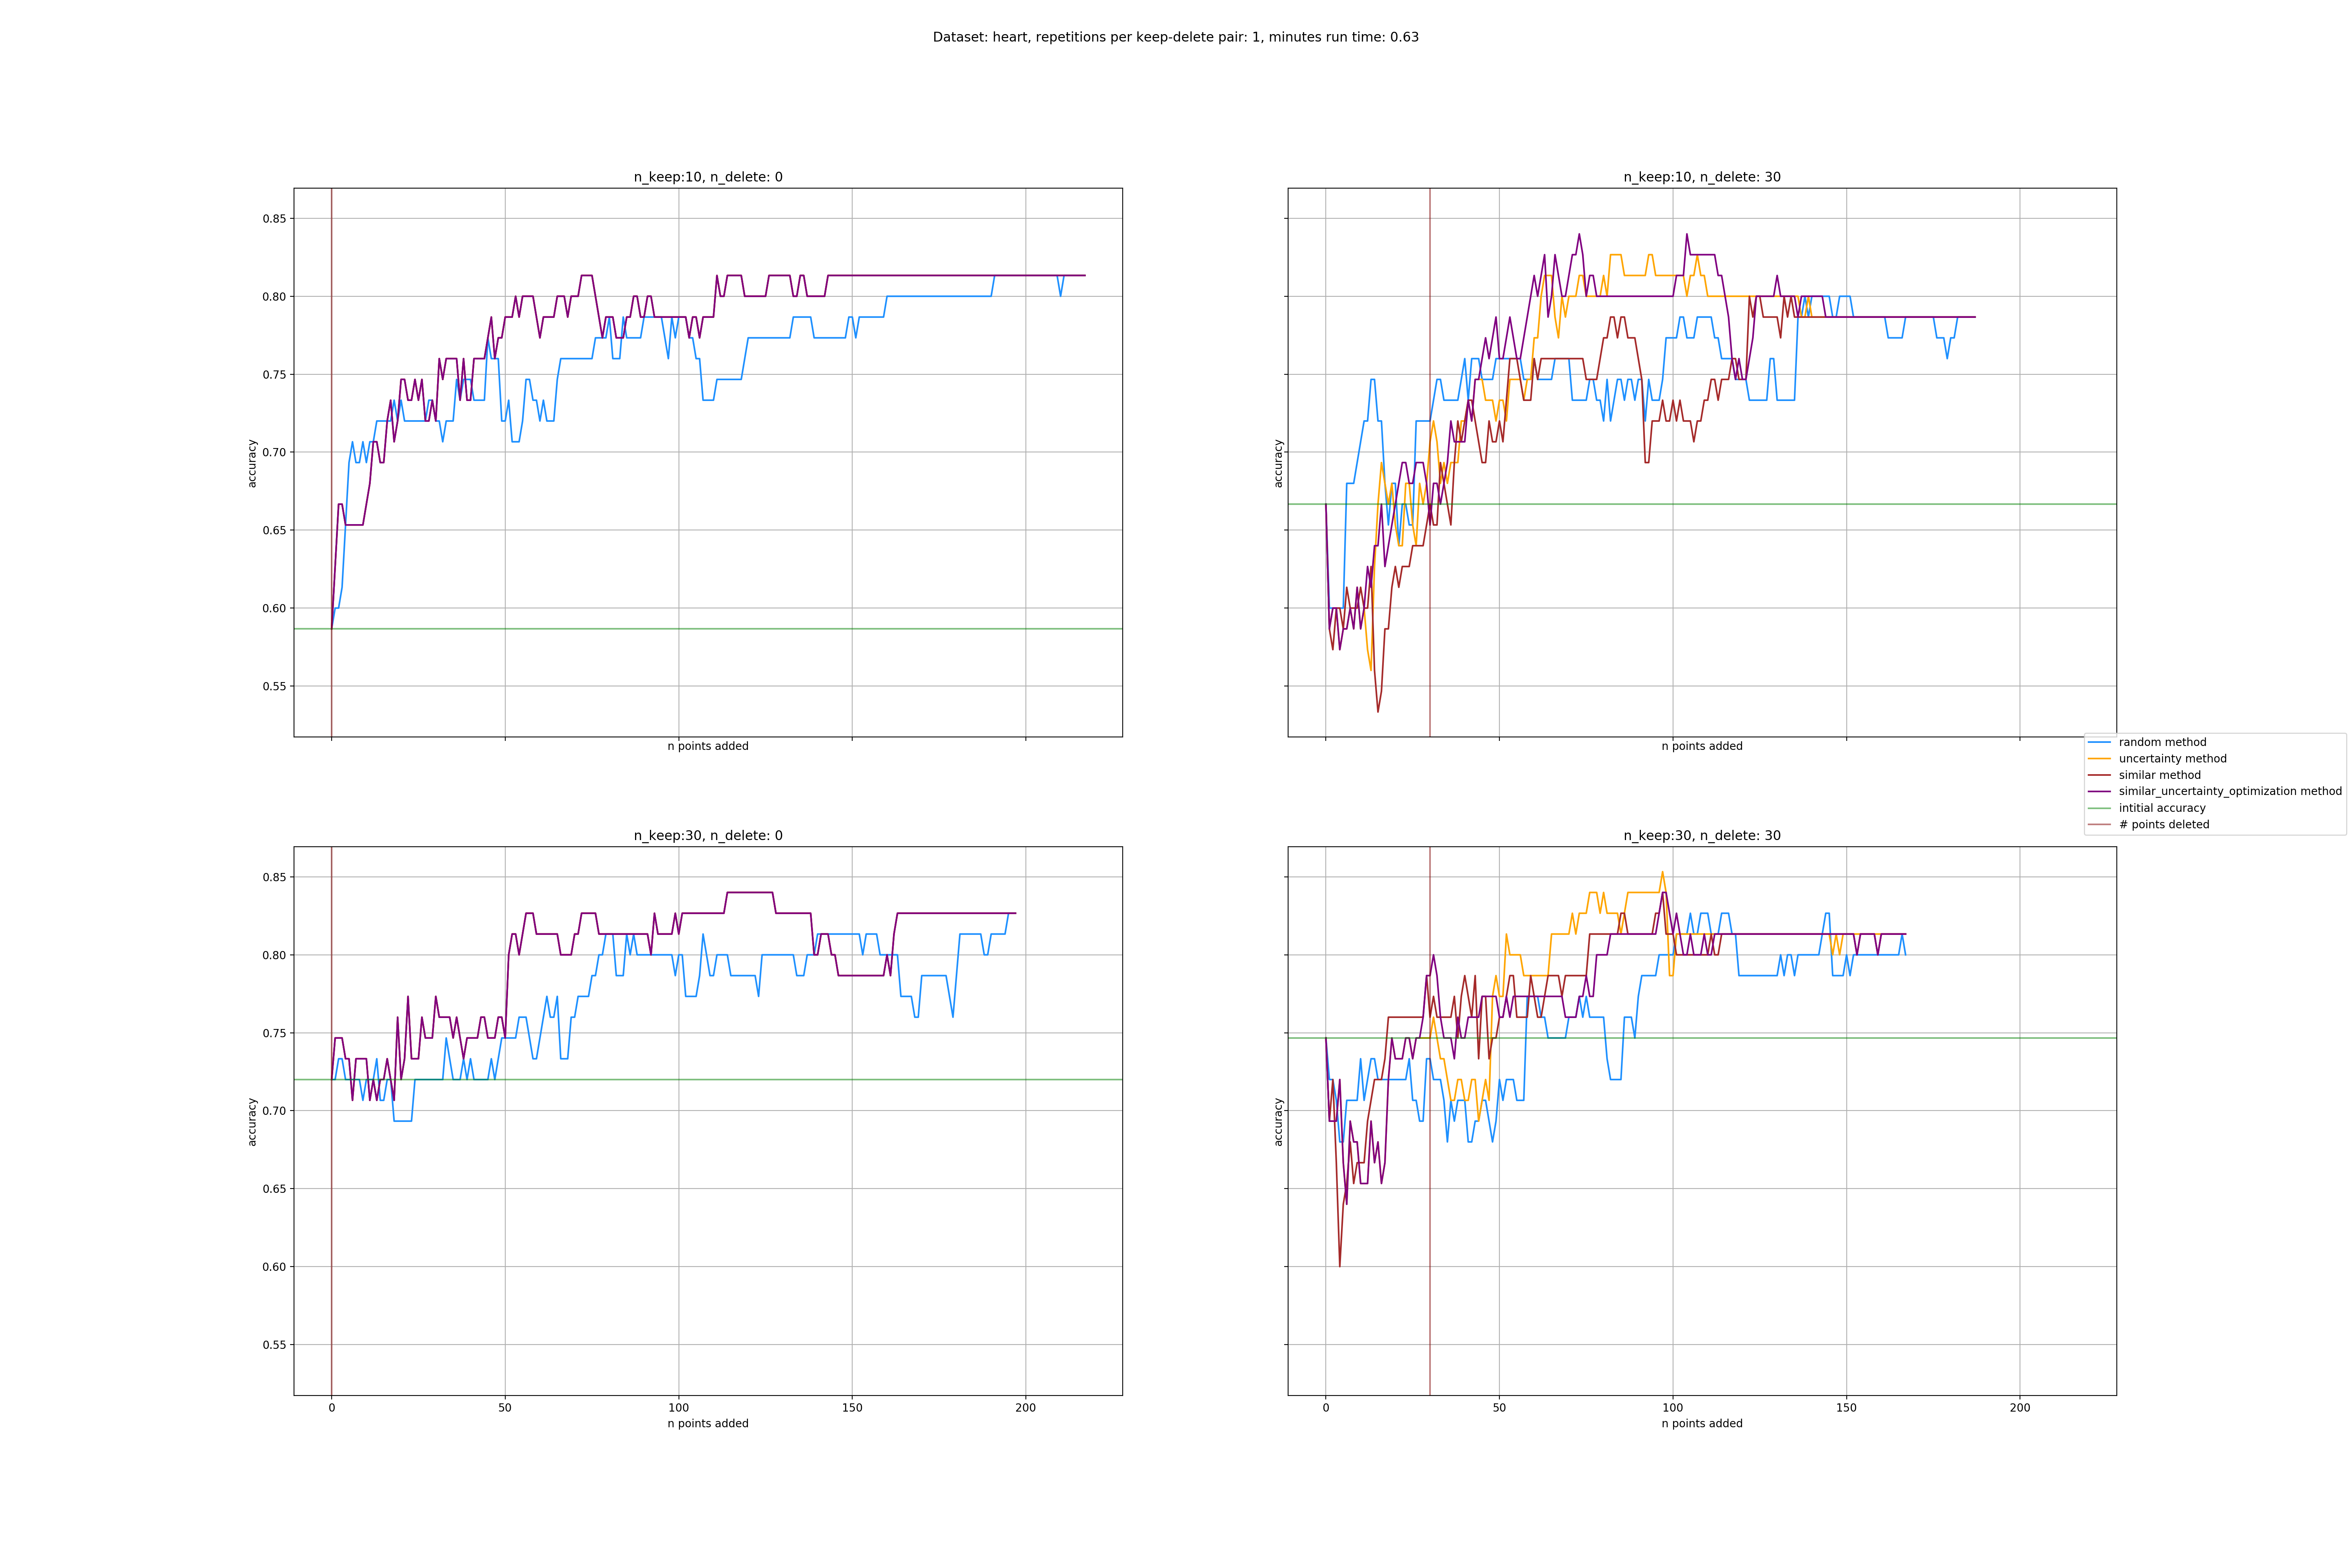 Dataset: heart, repetitions per keep-delete pair: 1, minutes run time: 0.63
n_keep:10, n_delete: 0
0.85
0.80
0.75
0.70
0.65
0.60
0.55
accuracy
n points added
n_keep:10, n_delete: 30
accuracy
n points added
random method
uncertainty method
similar method
similar_uncertainty_optimization method
intitial accuracy
# points deleted
n_keep:30, n_delete: 0
0.85
0.80
0.75
0.70
0.65
0.60
0.55
accuracy
0 50 100 150 200
n points added
n_keep:30, n_delete: 30
accuracy
0 50 100 150 200
n points added